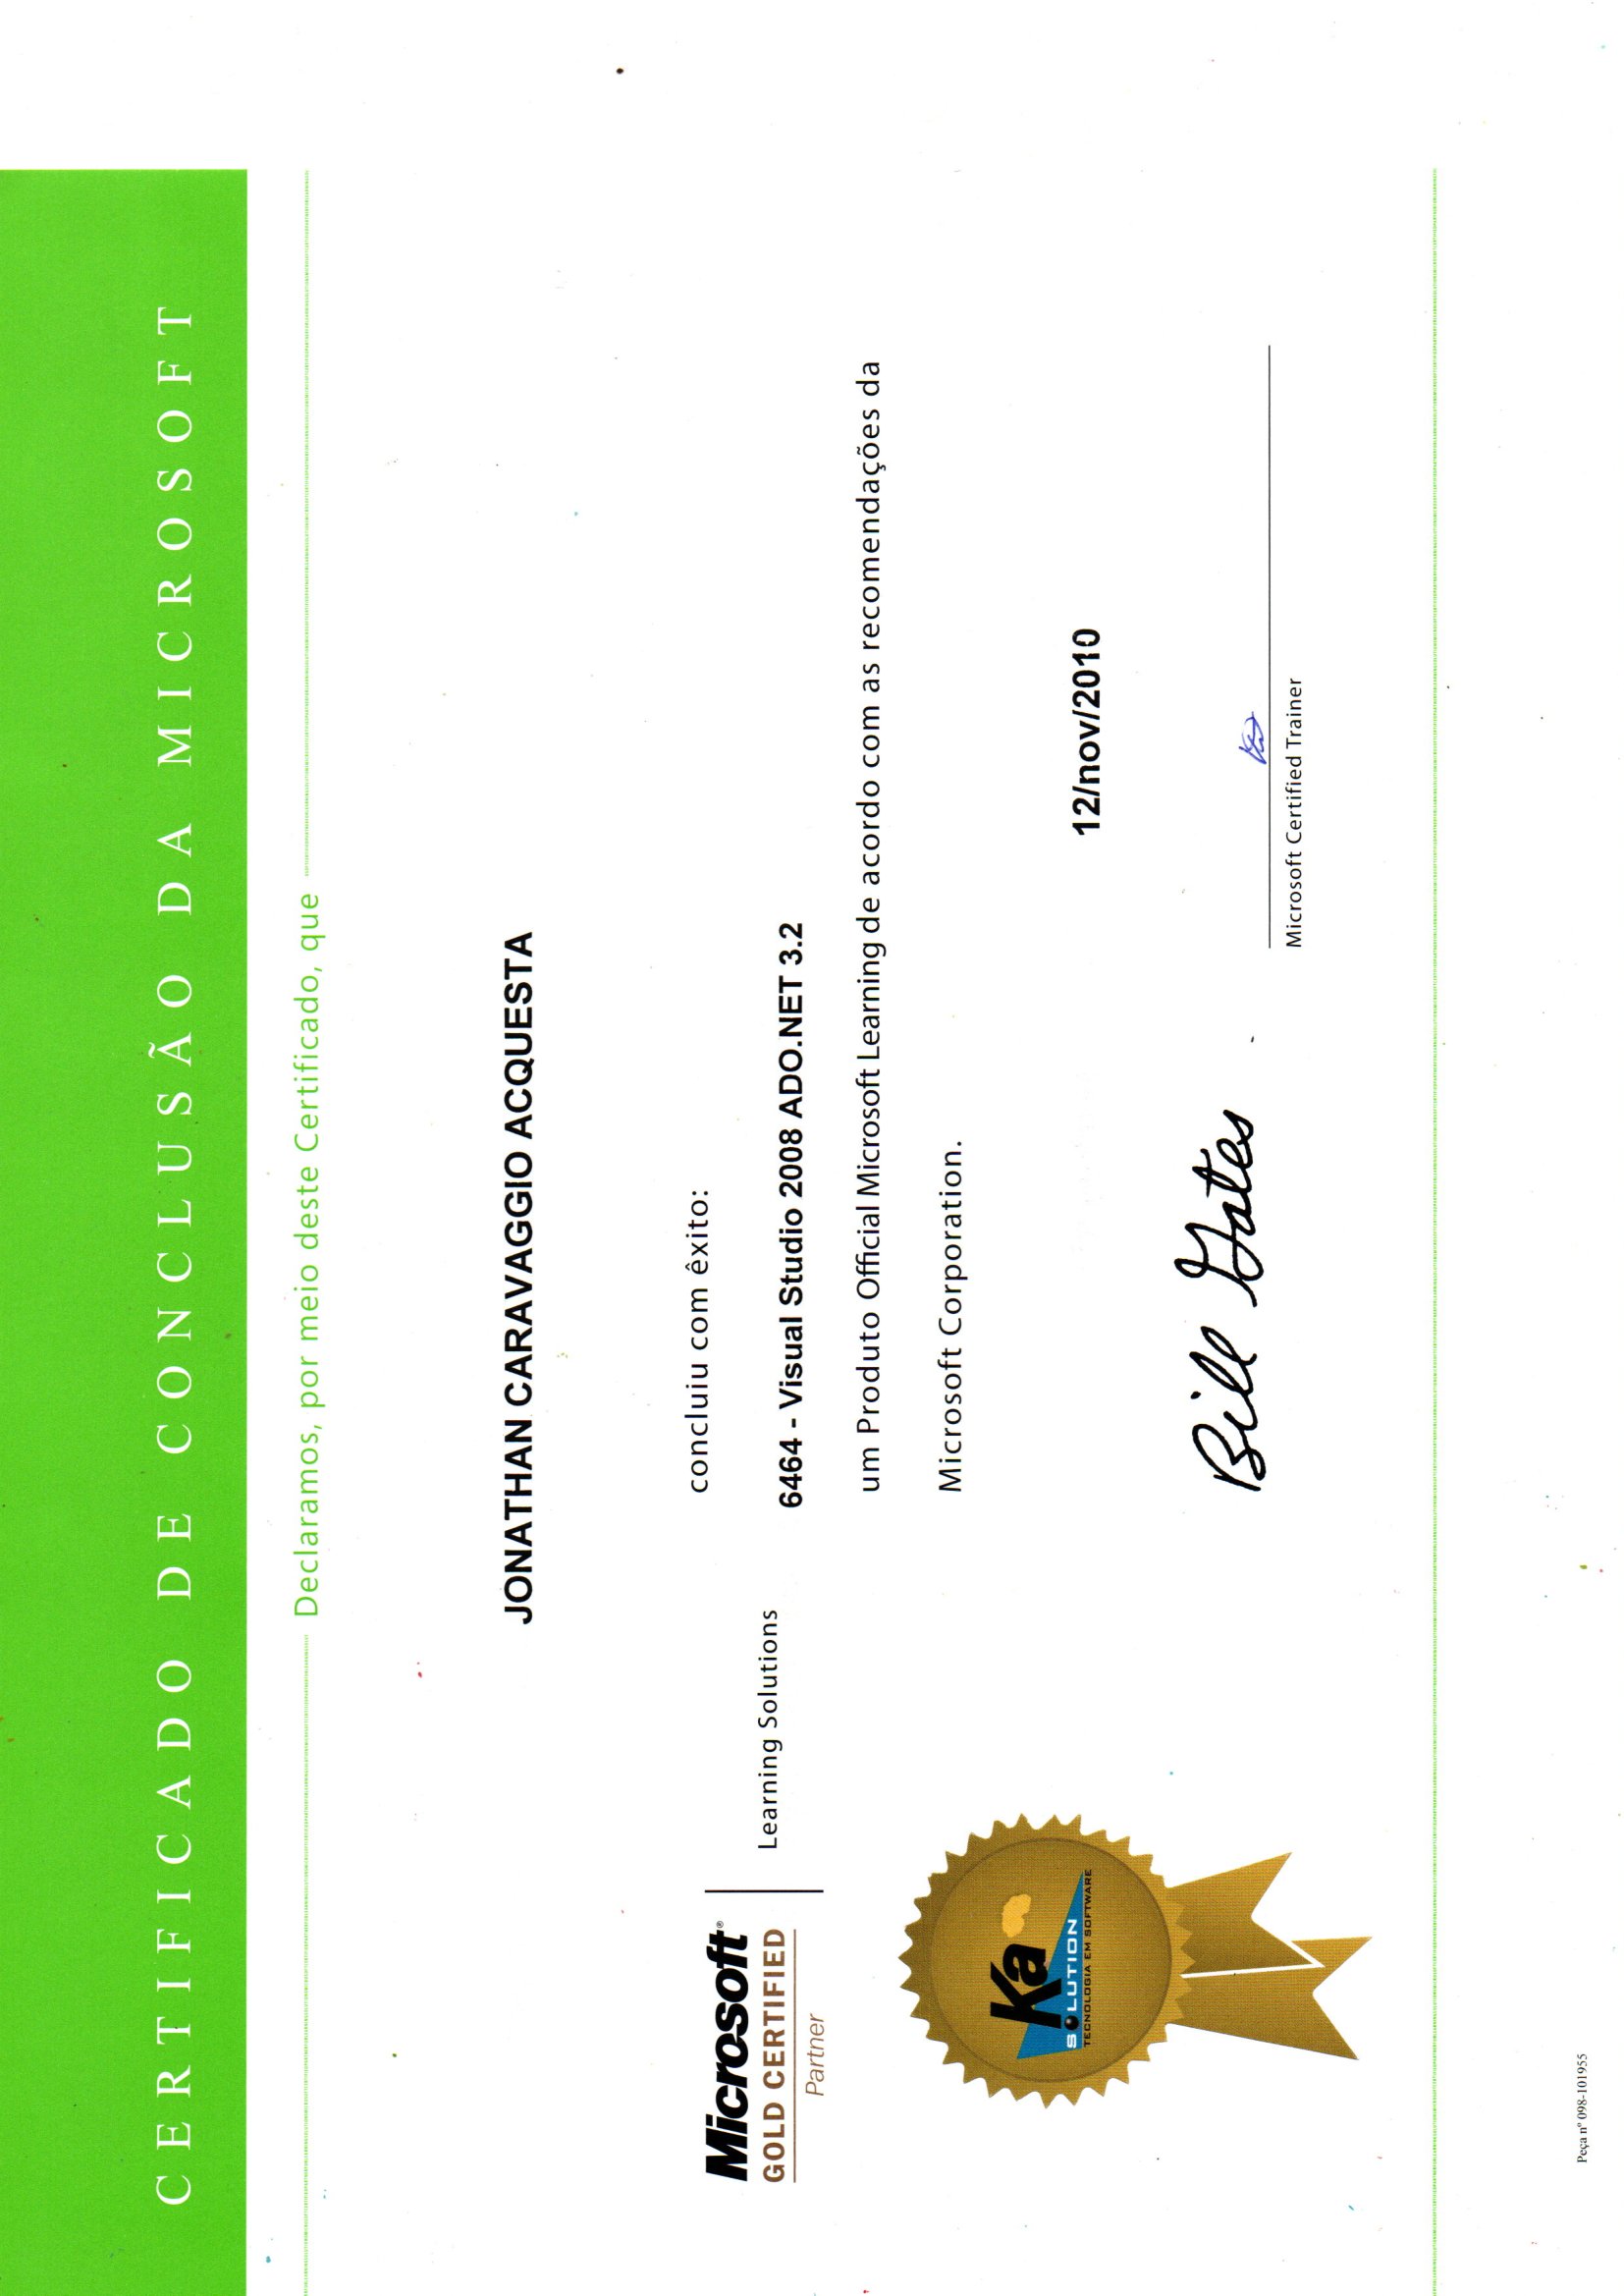 CERTIFICADO DE CONCLUSÃO DA MICROSOFT
Declaramos, por meio deste Certificado, que
JONATHAN CARAVAGGIO ACQUESTA
concluiu com êxito:
Microsoft®
GOLD CERTIFIED
Partner
Learning Solutions
6464 - Visual Studio 2008 ADO.NET 3.2
um Produto Official Microsoft Learning de acordo com as recomendações da
Microsoft Corporation.
Ka
SOLUTION
TECNOLOGIA EM SOFTWARE
12/nov/2010
Bill Gates
Microsoft Certified Trainer
Peça nº 098-101955